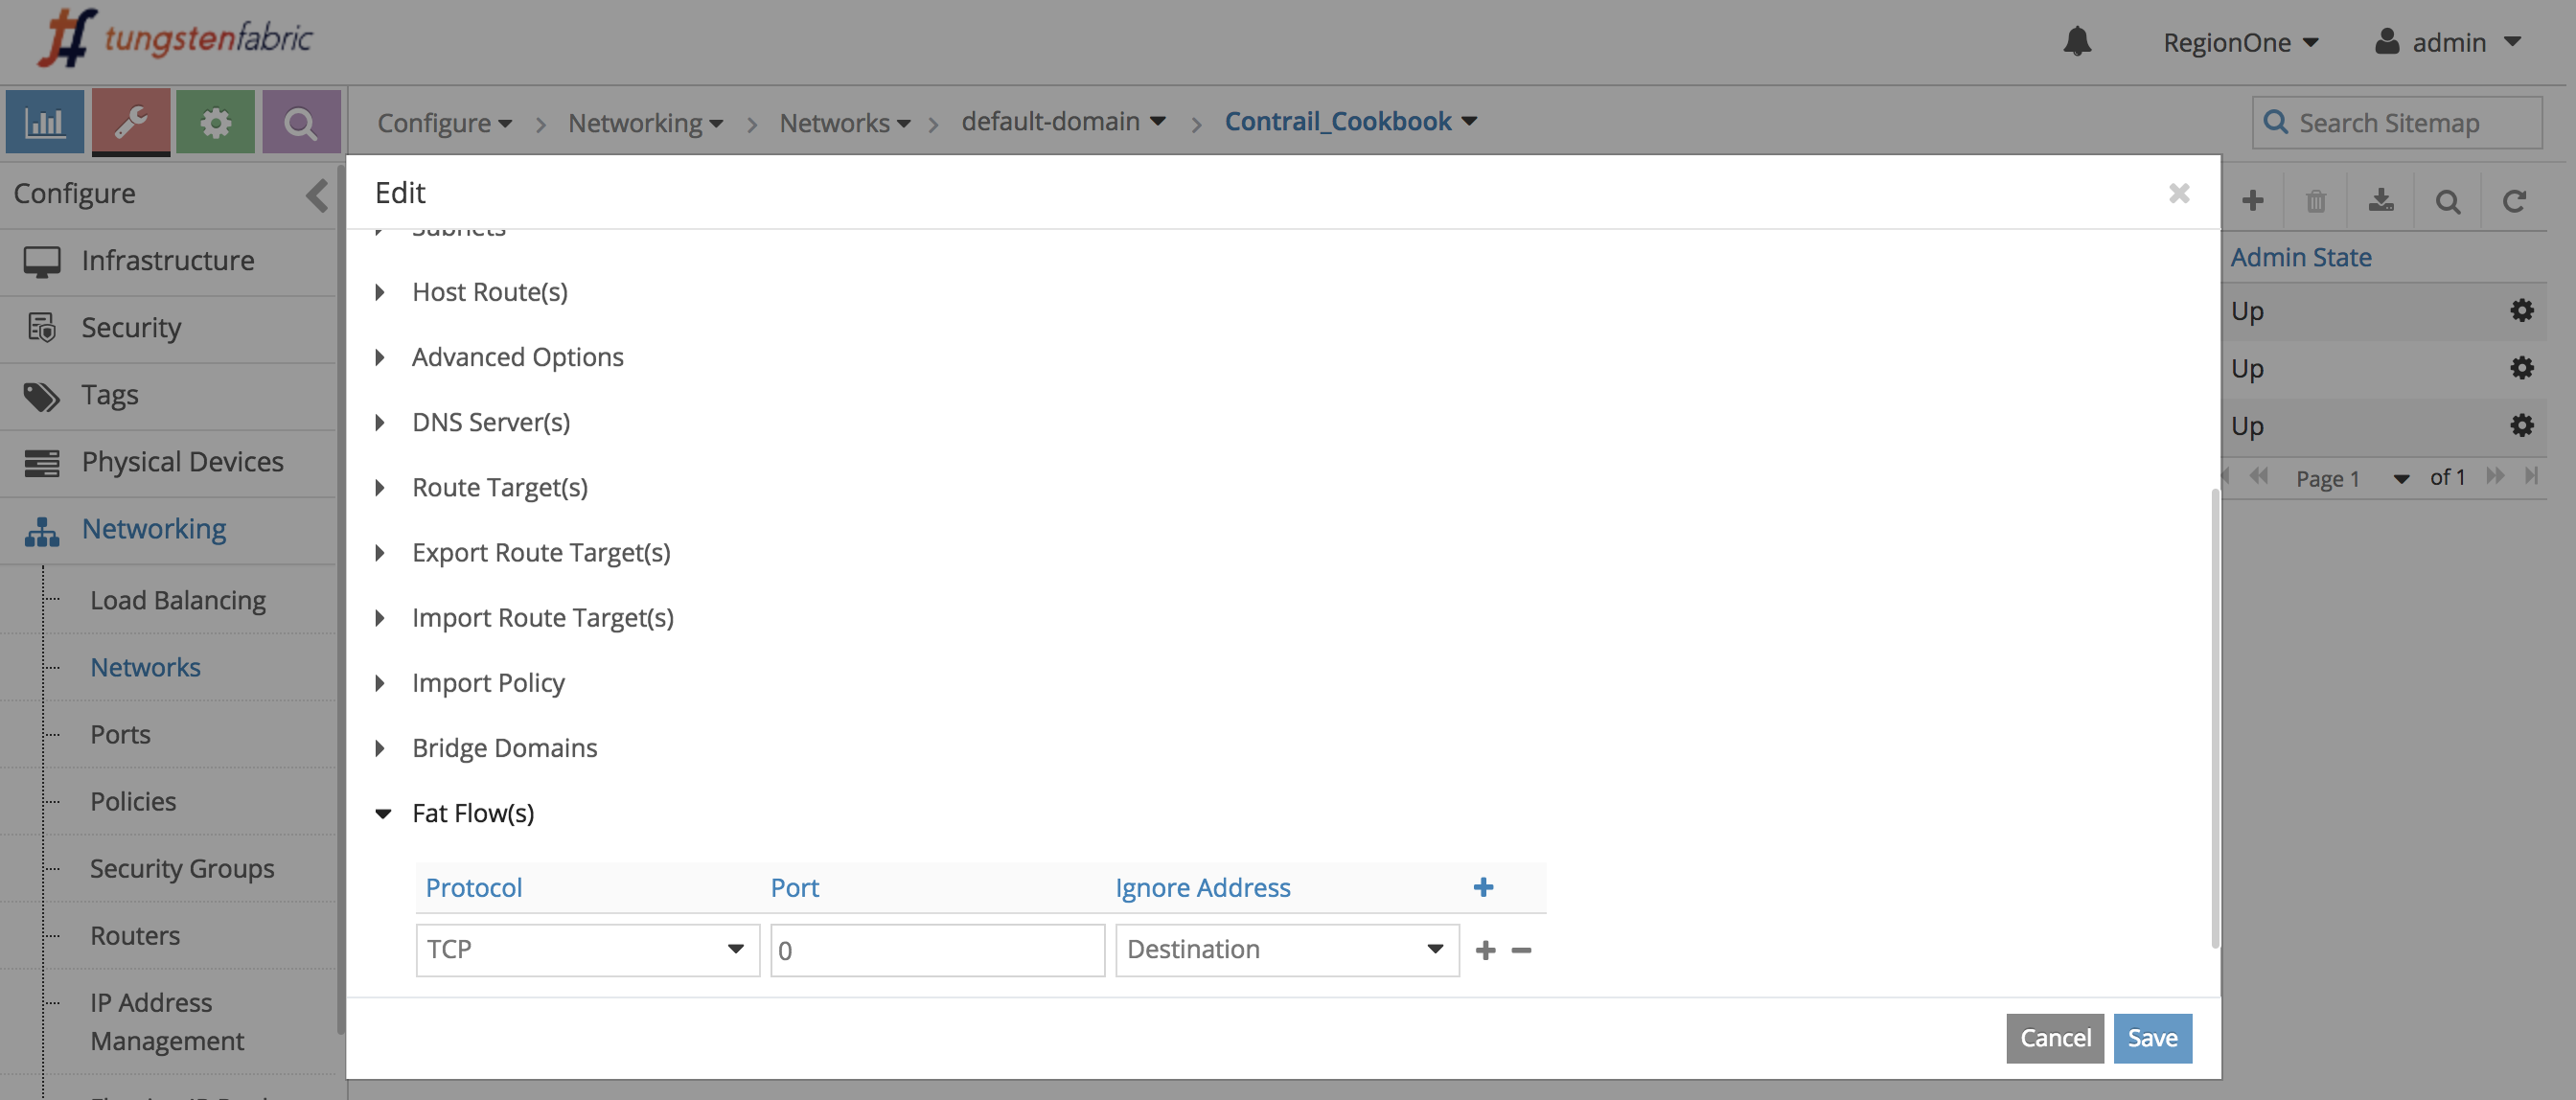 tungstenfabric
RegionOne
admin
Configure > Networking > Networks > default-domain > Contrail_Cookbook
Search Sitemap
Configure
Infrastructure
Security
Tags
Physical Devices
Networking
Load Balancing
Networks
Ports
Policies
Security Groups
Routers
IP Address
Management
Edit
Subnets
Host Route(s)
Advanced Options
DNS Server(s)
Route Target(s)
Export Route Target(s)
Import Route Target(s)
Import Policy
Bridge Domains
Fat Flow(s)
Protocol Port Ignore Address
TCP 0 Destination
Cancel Save
Admin State
Up
Up
Up
Page 1 of 1